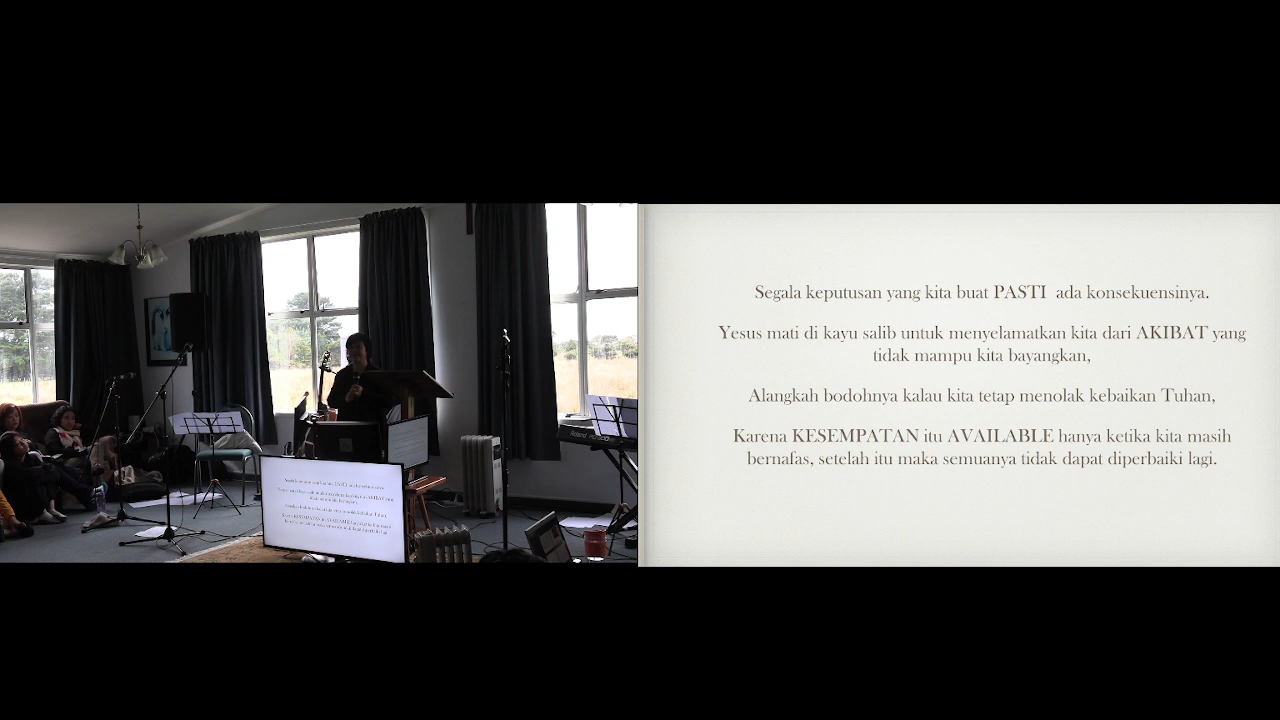 Segala keputusan yang kita buat PASTI ada konsekuensinya.
Yesus mati di kayu salib untuk menyelamatkan kita dari AKIBAT yang
tidak mampu kita bayangkan,
Alangkah bodohnya kalau kita tetap menolak kebaikan Tuhan,
Karena KESEMPATAN itu AVAILABLE hanya ketika kita masih
bernafas, setelah itu maka semuanya tidak dapat diperbaiki lagi.
Roland